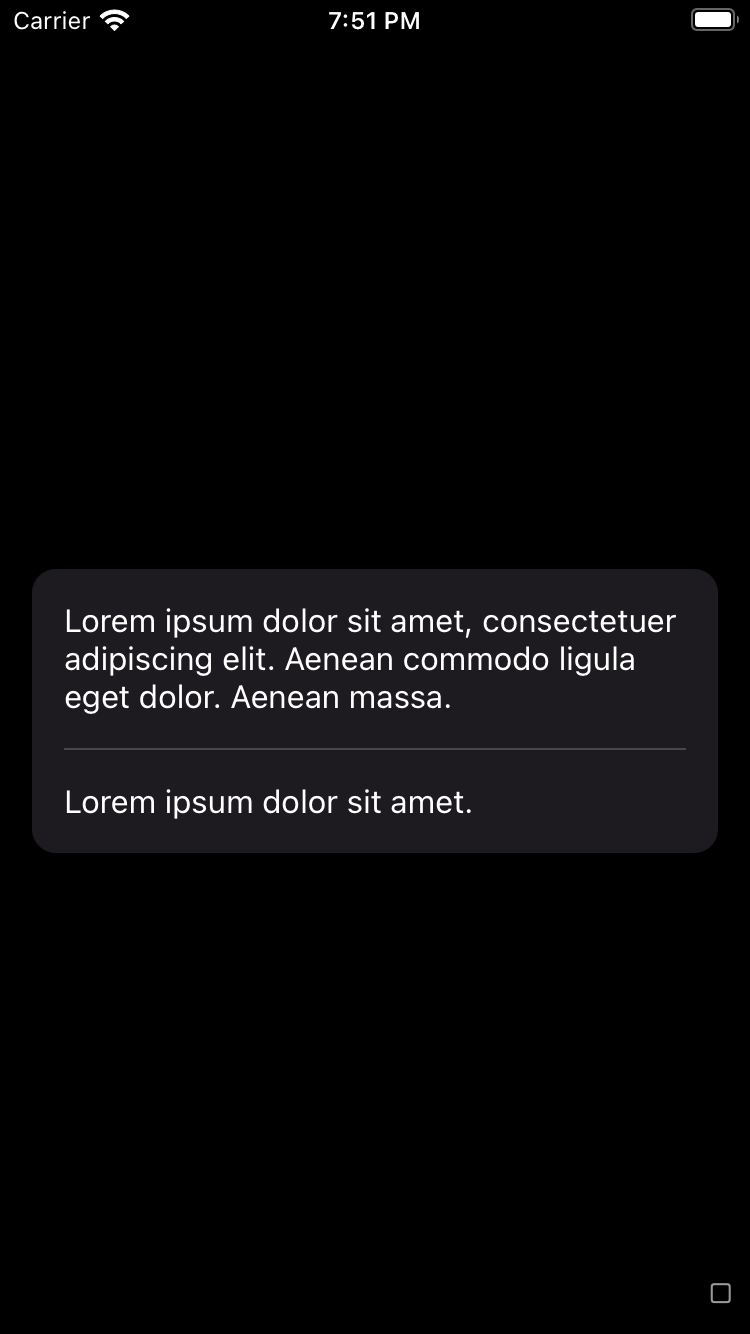 Carrier 7:51 PM
Lorem ipsum dolor sit amet, consectetuer
adipiscing elit. Aenean commodo ligula
eget dolor. Aenean massa.
Lorem ipsum dolor sit amet.